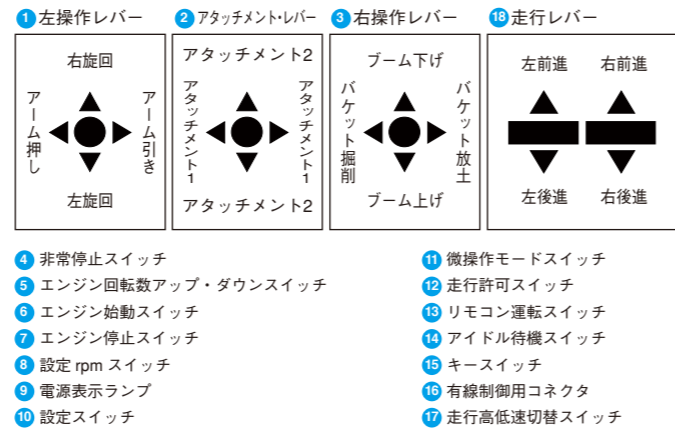 1 左操作レバー
右旋回
アーム押し
アーム引き
左旋回
2 アタッチメント・レバー
アタッチメント2
アタッチメント1
アタッチメント1
アタッチメント2
3 右操作レバー
ブーム下げ
バケット掘削
バケット放土
ブーム上げ
18 走行レバー
左前進 右前進
左後進 右後進
4 非常停止スイッチ
5 エンジン回転数アップ・ダウンスイッチ
6 エンジン始動スイッチ
7 エンジン停止スイッチ
8 設定 rpm スイッチ
9 電源表示ランプ
10 設定スイッチ
11 微操作モードスイッチ
12 走行許可スイッチ
13 リモコン運転スイッチ
14 アイドル待機スイッチ
15 キースイッチ
16 有線制御用コネクタ
17 走行高低速切替スイッチ